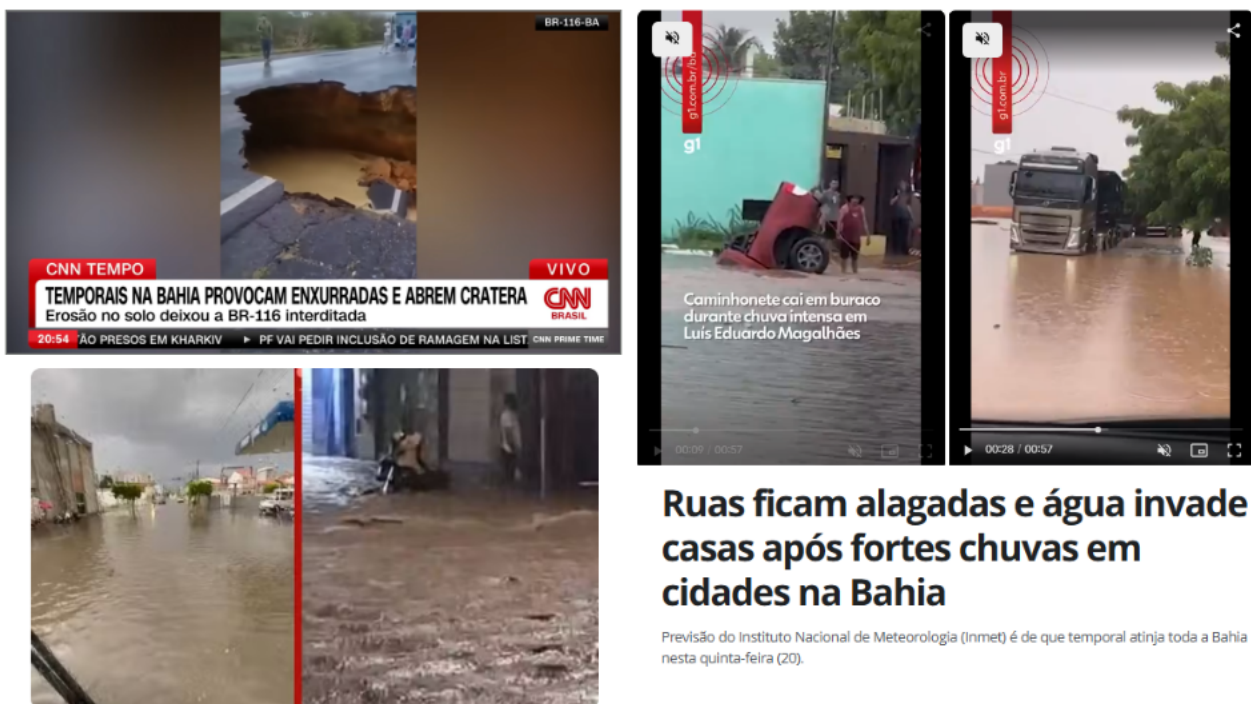 BR-116-BA
CNN TEMPO
VIVO
TEMPORAIS NA BAHIA PROVOCAM ENXURRADAS E ABREM CRATERA
Erosão no solo deixou a BR-116 interditada
CNN
BRASIL
20:54 TÃO PRESOS EM KHARKIV ▶ PF VAI PEDIR INCLUSÃO DE RAMAGEM NA LIST CNN PRIME TIME
g1.com.br/ba
g1
Caminhonete cai em buraco
durante chuva intensa em
Luís Eduardo Magalhães
00:09 / 00:57
g1.com.br
g1
00:28 / 00:57
Ruas ficam alagadas e água invade
casas após fortes chuvas em
cidades na Bahia
Previsão do Instituto Nacional de Meteorologia (Inmet) é de que temporal atinja toda a Bahia
nesta quinta-feira (20).